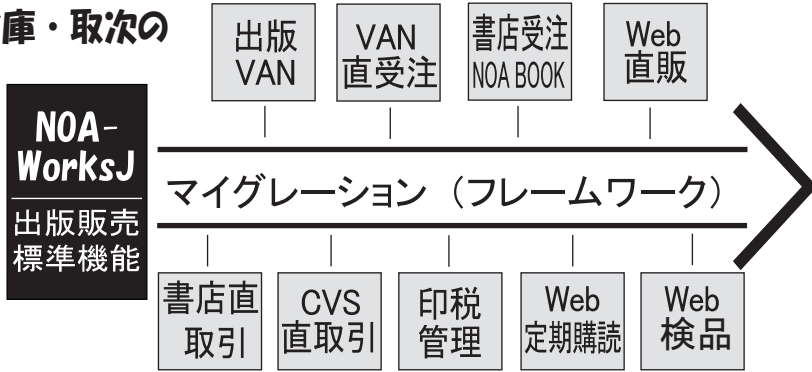 庫・取次の
出版
VAN
VAN
直受注
書店受注
NOA BOOK
Web
直販
NOA-
WorksJ
出版販売
標準機能
マイグレーション（フレームワーク）
書店直
取引
CVS
直取引
印税
管理
Web
定期購読
Web
検品